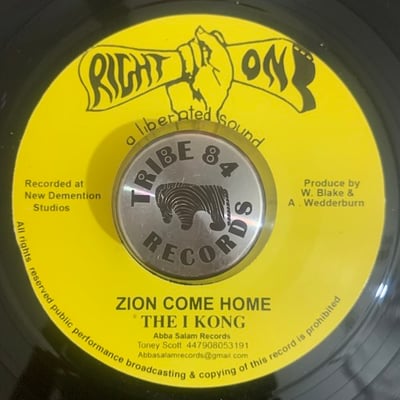 RIGHT ON
a liberated sound
TRIBE 84
RECORDS
Recorded at
New Demention
Studios
Produce by
W. Blake &
A . Wedderburn
ZION COME HOME
THE I KONG
Abba Salam Records
Toney Scott 447908053191
Abbasalamrecords@gmail.com
All rights reserved public performance broadcasting & copying of this record is prohibited